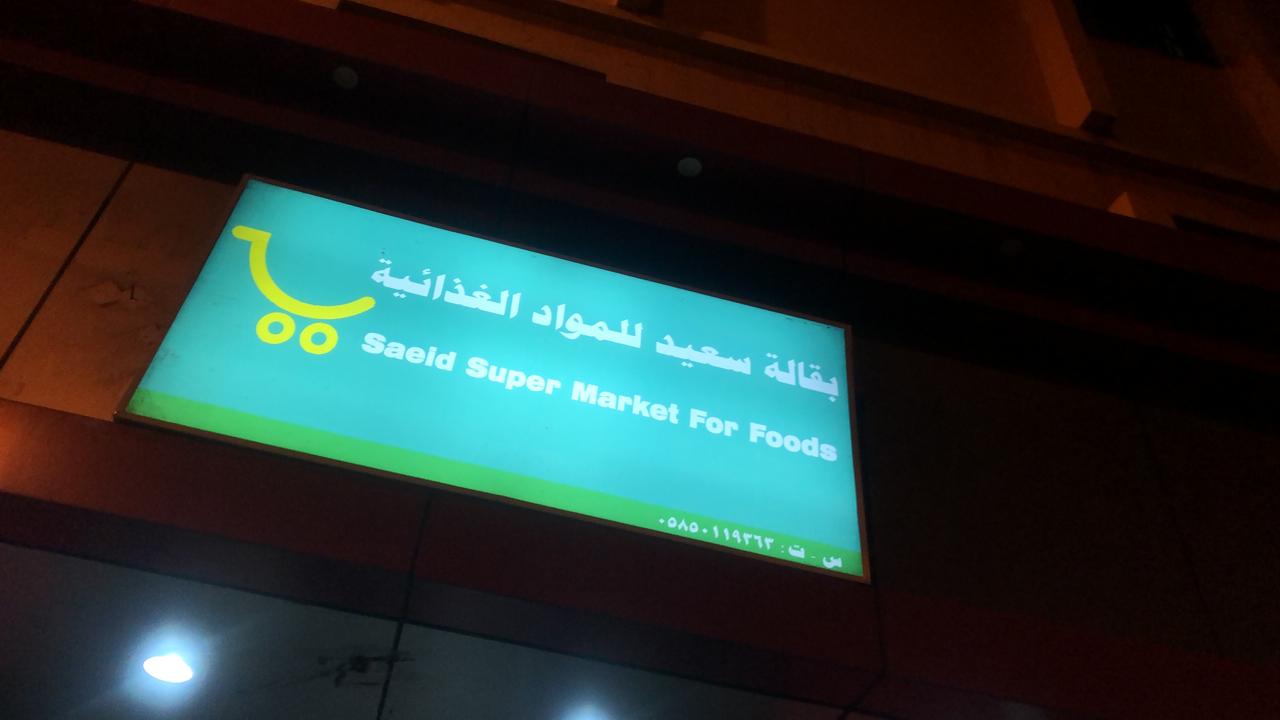 بقالة سعيد للمواد الغذائية
Saeid Super Market For Foods
س - ت : ٠٥٨٥٠١١٩٣٦٣